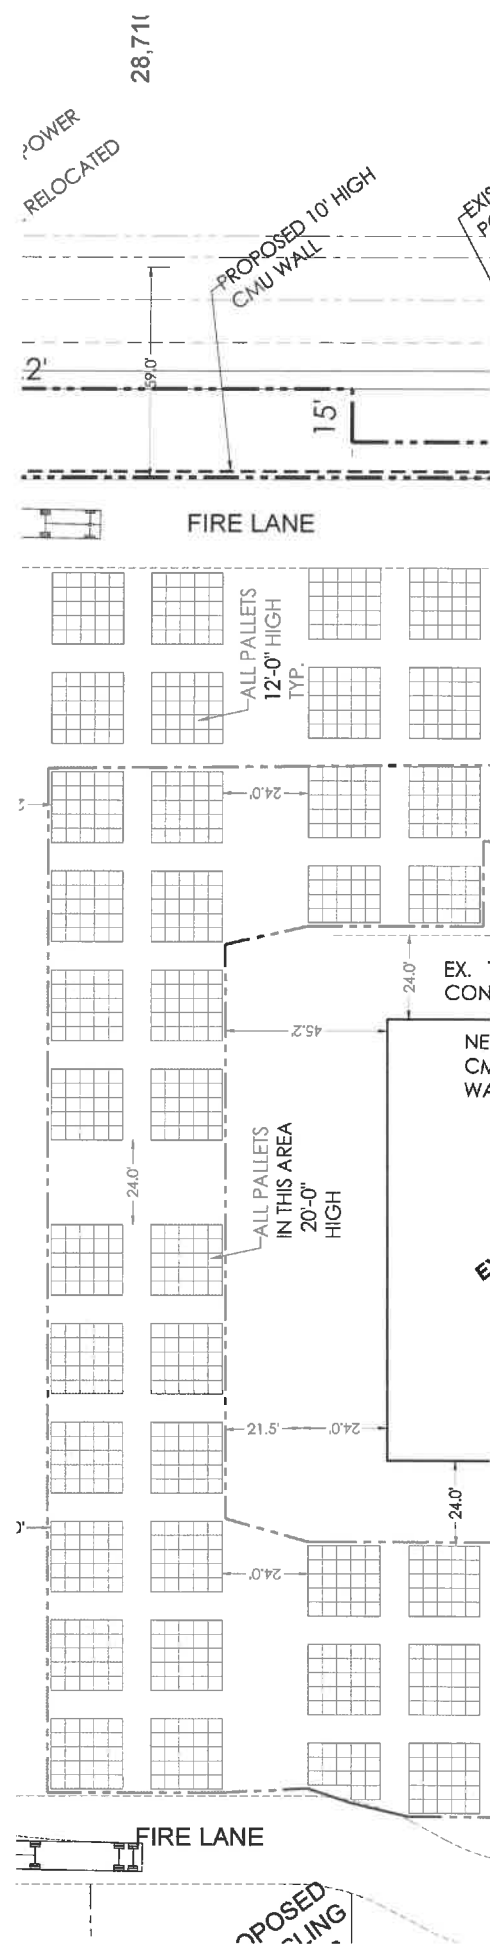 28,71(
POWER
RELOCATED
PROPOSED 10' HIGH
CMU WALL
2'
59.0'
15'
FIRE LANE
ALL PALLETS
12'-0" HIGH
TYP.
24.0'
24.0'
EX.
CON
45.2'
NE
CM
WA
24.0'
ALL PALLETS
IN THIS AREA
20'-0"
HIGH
21.5'
24.0'
24.0'
24.0'
FIRE LANE
OPOSED
LING